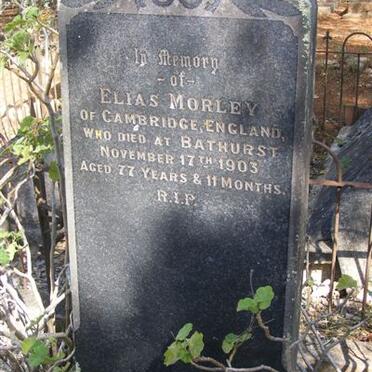 In Memory
-of-
ELIAS MORLEY
OF CAMBRIDGE, ENGLAND,
WHO DIED AT BATHURST
NOVEMBER 17TH 1903
AGED 77 YEARS & 11 MONTHS.
R.I.P.